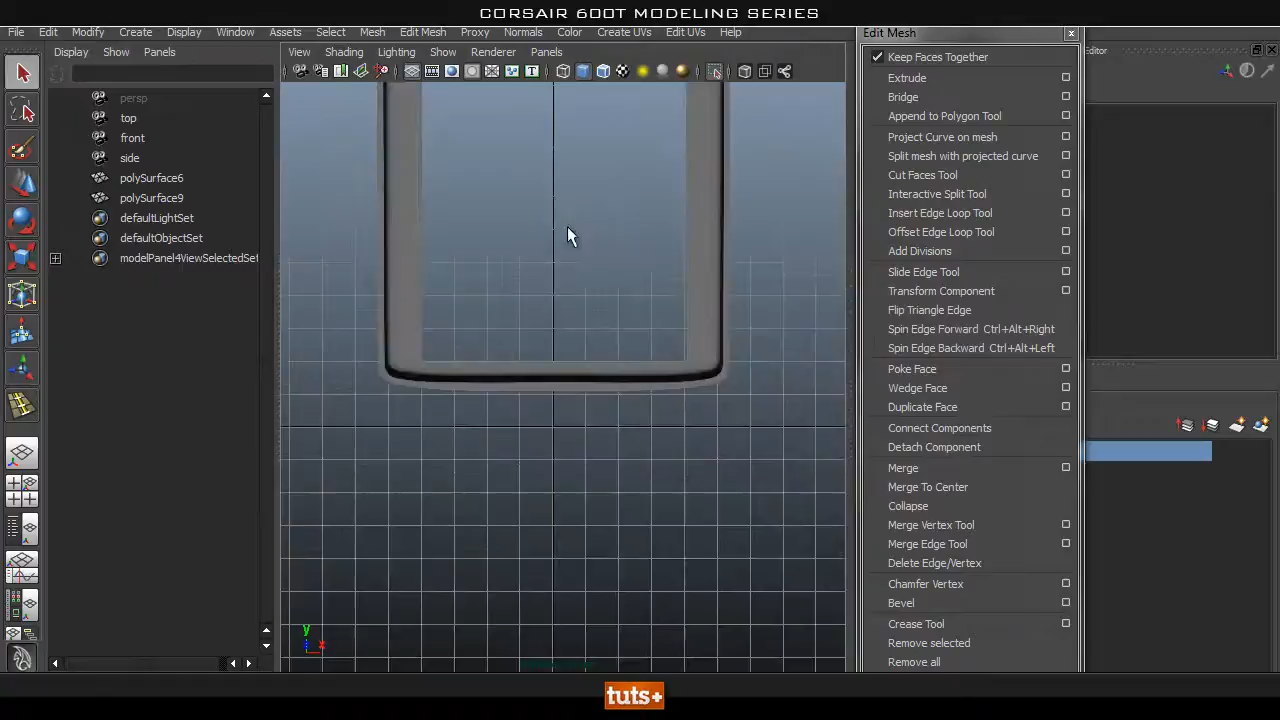 CORSAIR 600T MODELING SERIES
File Edit Modify Create Display Window Assets Select Mesh Edit Mesh Proxy Normals Color Create UVs Edit UVs Help
Edit Mesh
Display Show Panels
View Shading Lighting Show Renderer Panels
Editor
persp
top
front
side
polySurface6
polySurface9
defaultLightSet
defaultObjectSet
modelPanel4ViewSelectedSet
Keep Faces Together
Extrude
Bridge
Append to Polygon Tool
Project Curve on mesh
Split mesh with projected curve
Cut Faces Tool
Interactive Split Tool
Insert Edge Loop Tool
Offset Edge Loop Tool
Add Divisions
Slide Edge Tool
Transform Component
Flip Triangle Edge
Spin Edge Forward Ctrl+Alt+Right
Spin Edge Backward Ctrl+Alt+Left
Poke Face
Wedge Face
Duplicate Face
Connect Components
Detach Component
Merge
Merge To Center
Collapse
Merge Vertex Tool
Merge Edge Tool
Delete Edge/Vertex
Chamfer Vertex
Bevel
Crease Tool
Remove selected
Remove all
y
x
tuts+